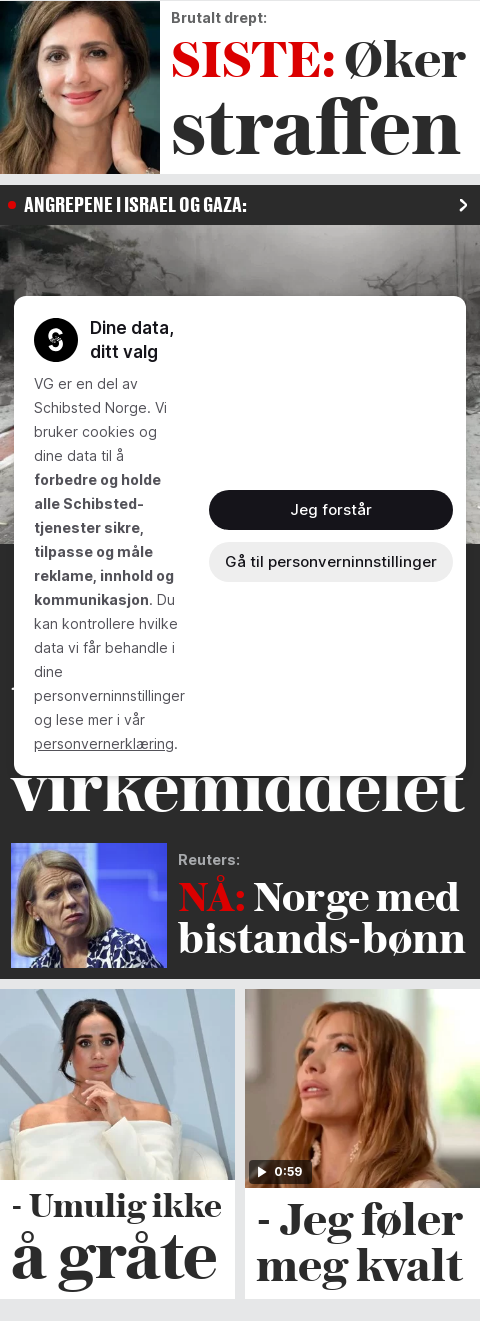 Brutalt drept:
SISTE: Øker
straffen
ANGREPENE I ISRAEL OG GAZA:
Dine data,
ditt valg
VG er en del av
Schibsted Norge. Vi
bruker cookies og
dine data til å
forbedre og holde
alle Schibsted-
tjenester sikre,
tilpasse og måle
reklame, innhold og
kommunikasjon. Du
kan kontrollere hvilke
data vi får behandle i
dine
personverninnstillinger
og lese mer i vår
personvernerklæring.
Jeg forstår
Gå til personverninnstillinger
virkemiddelet
Reuters:
NÅ: Norge med
bistands-bønn
- Umulig ikke
å gråte
0:59
- Jeg føler
meg kvalt